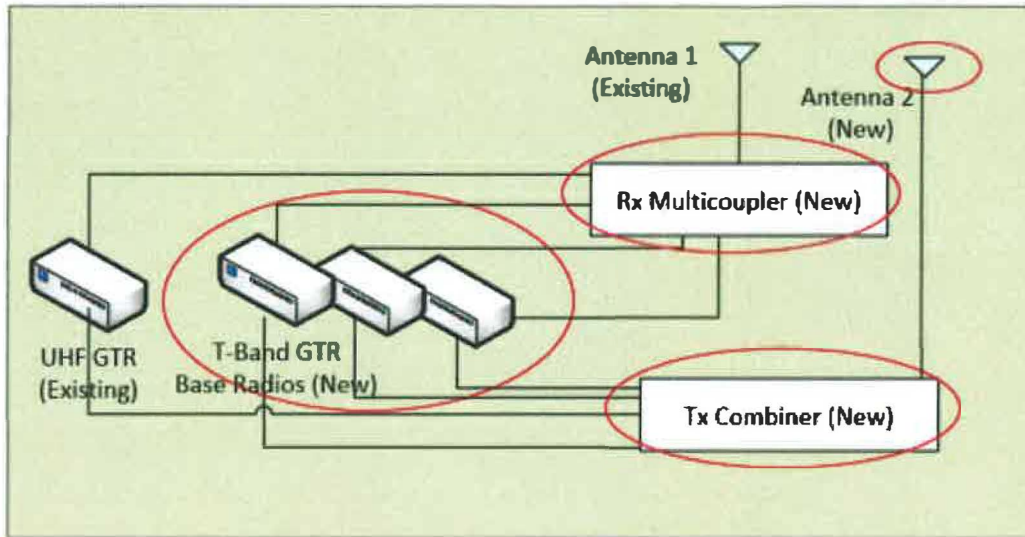 Antenna 1
(Existing)
Antenna 2
(New)
Rx Multicoupler (New)
UHF GTR
(Existing)
T-Band GTR
Base Radios (New)
Tx Combiner (New)